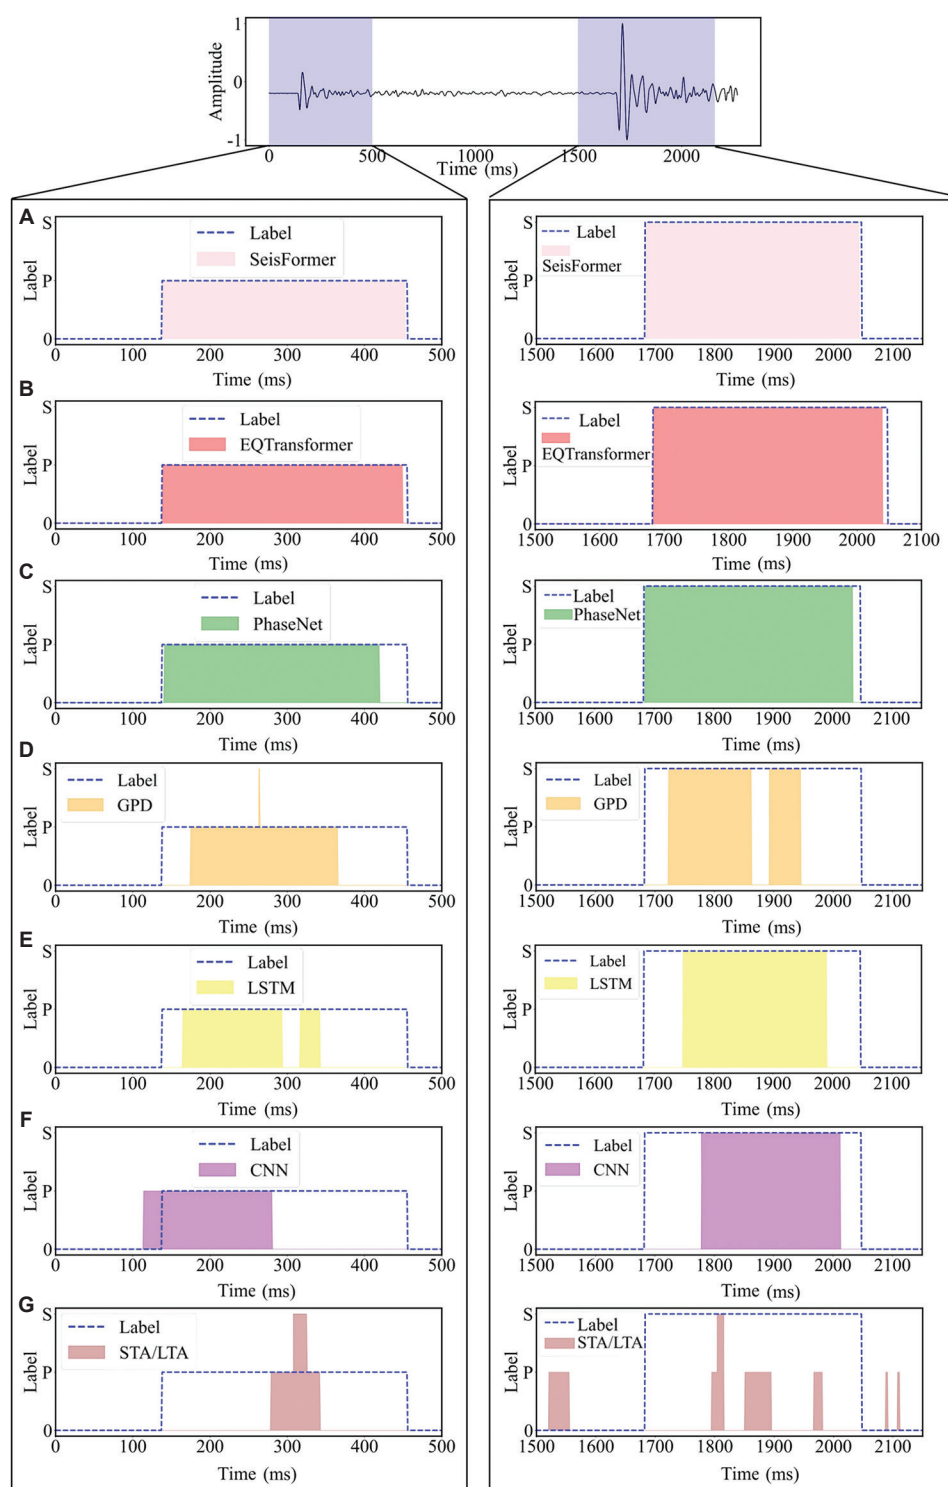 1
0
-1
Amplitude
0 500 1000 1500 2000
Time (ms)
A
S
P
0
Label
Label
SeisFormer
0 100 200 300 400 500
Time (ms)
S
P
0
Label
Label
SeisFormer
1500 1600 1700 1800 1900 2000 2100
Time (ms)
B
S
P
0
Label
Label
EQTransformer
0 100 200 300 400 500
Time (ms)
S
P
0
Label
Label
EQTransformer
1500 1600 1700 1800 1900 2000 2100
Time (ms)
C
S
P
0
Label
Label
PhaseNet
0 100 200 300 400 500
Time (ms)
S
P
0
Label
Label
PhaseNet
1500 1600 1700 1800 1900 2000 2100
Time (ms)
D
S
P
0
Label
Label
GPD
0 100 200 300 400 500
Time (ms)
S
P
0
Label
Label
GPD
1500 1600 1700 1800 1900 2000 2100
Time (ms)
E
S
P
0
Label
Label
LSTM
0 100 200 300 400 500
Time (ms)
S
P
0
Label
Label
LSTM
1500 1600 1700 1800 1900 2000 2100
Time (ms)
F
S
P
0
Label
Label
CNN
0 100 200 300 400 500
Time (ms)
S
P
0
Label
Label
CNN
1500 1600 1700 1800 1900 2000 2100
Time (ms)
G
S
P
0
Label
Label
STA/LTA
0 100 200 300 400 500
Time (ms)
S
P
0
Label
Label
STA/LTA
1500 1600 1700 1800 1900 2000 2100
Time (ms)